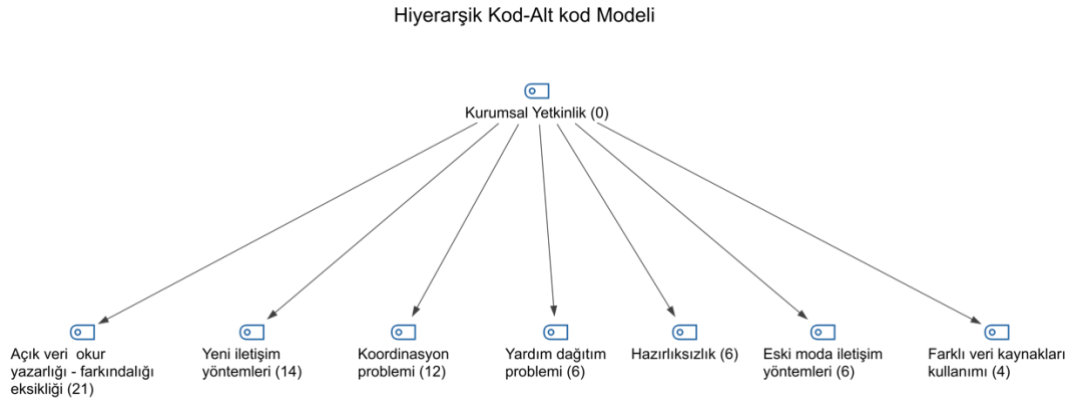 Hiyerarşik Kod-Alt kod Modeli
Kurumsal Yetkinlik (0)
Açık veri  okur
yazarlığı - farkındalığı
eksikliği (21)
Yeni iletişim
yöntemleri (14)
Koordinasyon
problemi (12)
Yardım dağıtım
problemi (6)
Hazırlıksızlık (6)
Eski moda iletişim
yöntemleri (6)
Farklı veri kaynakları
kullanımı (4)